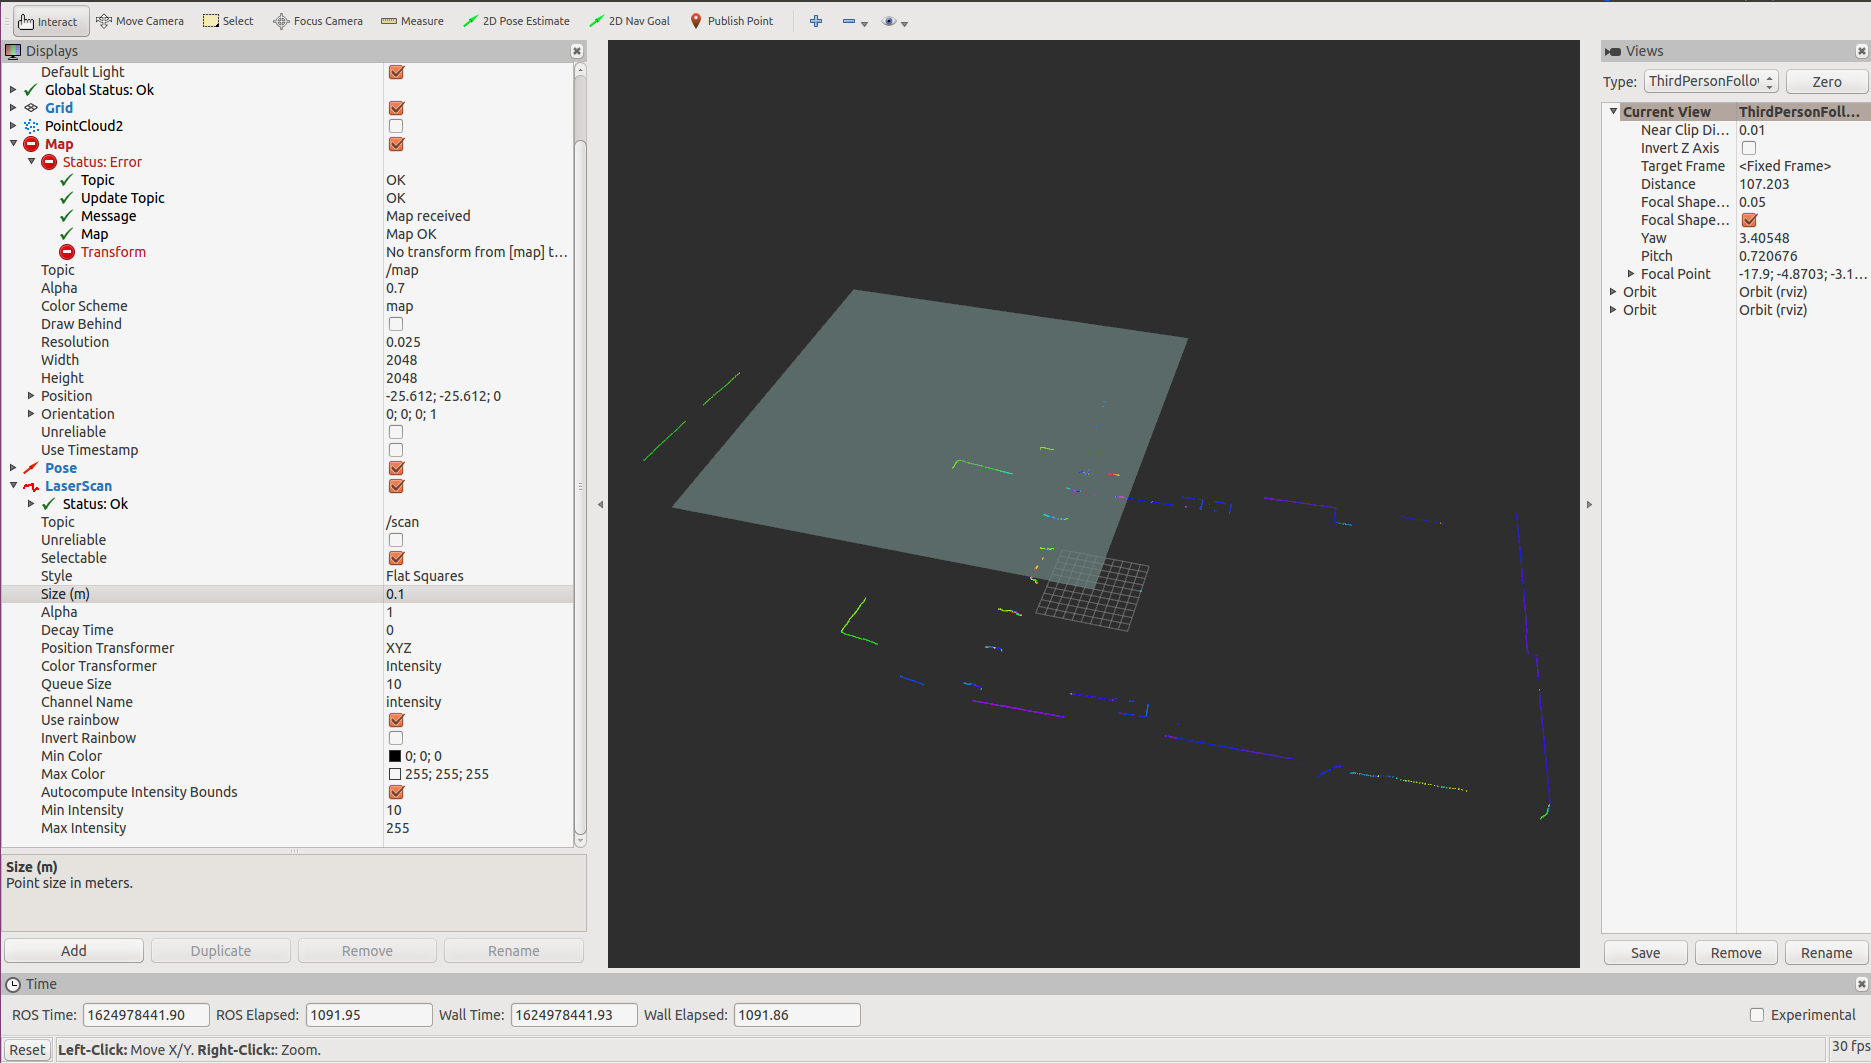 Interact Move Camera Select Focus Camera Measure 2D Pose Estimate 2D Nav Goal Publish Point
Displays
Default Light
Global Status: Ok
Grid
PointCloud2
Map
Status: Error
Topic OK
Update Topic OK
Message Map received
Map Map OK
Transform No transform from [map] t...
Topic /map
Alpha 0.7
Color Scheme map
Draw Behind
Resolution 0.025
Width 2048
Height 2048
Position -25.612; -25.612; 0
Orientation 0; 0; 0; 1
Unreliable
Use Timestamp
Pose
LaserScan
Status: Ok
Topic /scan
Unreliable
Selectable
Style Flat Squares
Size (m) 0.1
Alpha 1
Decay Time 0
Position Transformer XYZ
Color Transformer Intensity
Queue Size 10
Channel Name intensity
Use rainbow
Invert Rainbow
Min Color 0; 0; 0
Max Color 255; 255; 255
Autocompute Intensity Bounds
Min Intensity 10
Max Intensity 255
Size (m)
Point size in meters.
Add Duplicate Remove Rename
Views
Type: ThirdPersonFollo Zero
Current View ThirdPersonFoll...
Near Clip Di... 0.01
Invert Z Axis
Target Frame <Fixed Frame>
Distance 107.203
Focal Shape... 0.05
Focal Shape...
Yaw 3.40548
Pitch 0.720676
Focal Point -17.9; -4.8703; -3.1...
Orbit Orbit (rviz)
Orbit Orbit (rviz)
Save Remove Rename
Time
ROS Time: 1624978441.90 ROS Elapsed: 1091.95 Wall Time: 1624978441.93 Wall Elapsed: 1091.86 Experimental
Reset Left-Click: Move X/Y. Right-Click:: Zoom. 30 fps